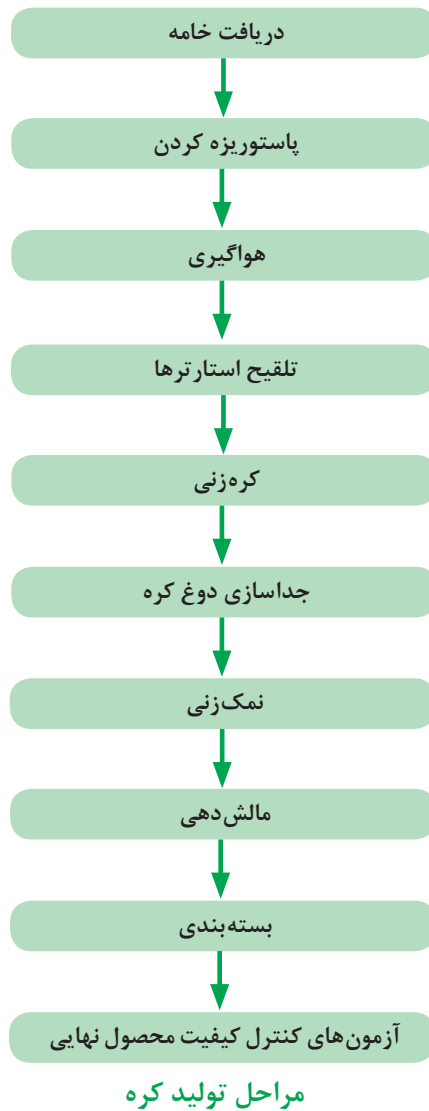 دریافت خامه
پاستوریزه کردن
هواگیری
تلقیح استارترها
کره‌زنی
جداسازی دوغ کره
نمک‌زنی
مالش‌دهی
بسته‌بندی
آزمون‌های کنترل کیفیت محصول نهایی
مراحل تولید کره